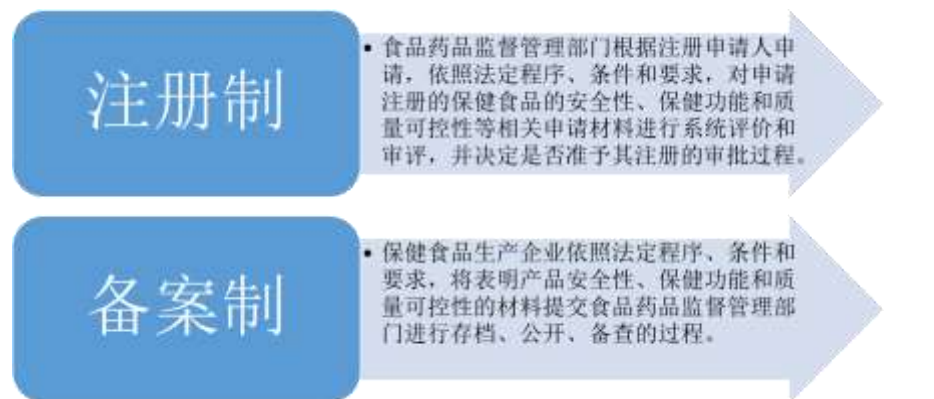 注册制
• 食品药品监督管理部门根据注册申请人申
请，依照法定程序、条件和要求，对申请
注册的保健食品的安全性、保健功能和质
量可控性等相关申请材料进行系统评价和
审评，并决定是否准予其注册的审批过程。
备案制
• 保健食品生产企业依照法定程序、条件和
要求，将表明产品安全性、保健功能和质
量可控性的材料提交食品药品监督管理部
门进行存档、公开、备查的过程。